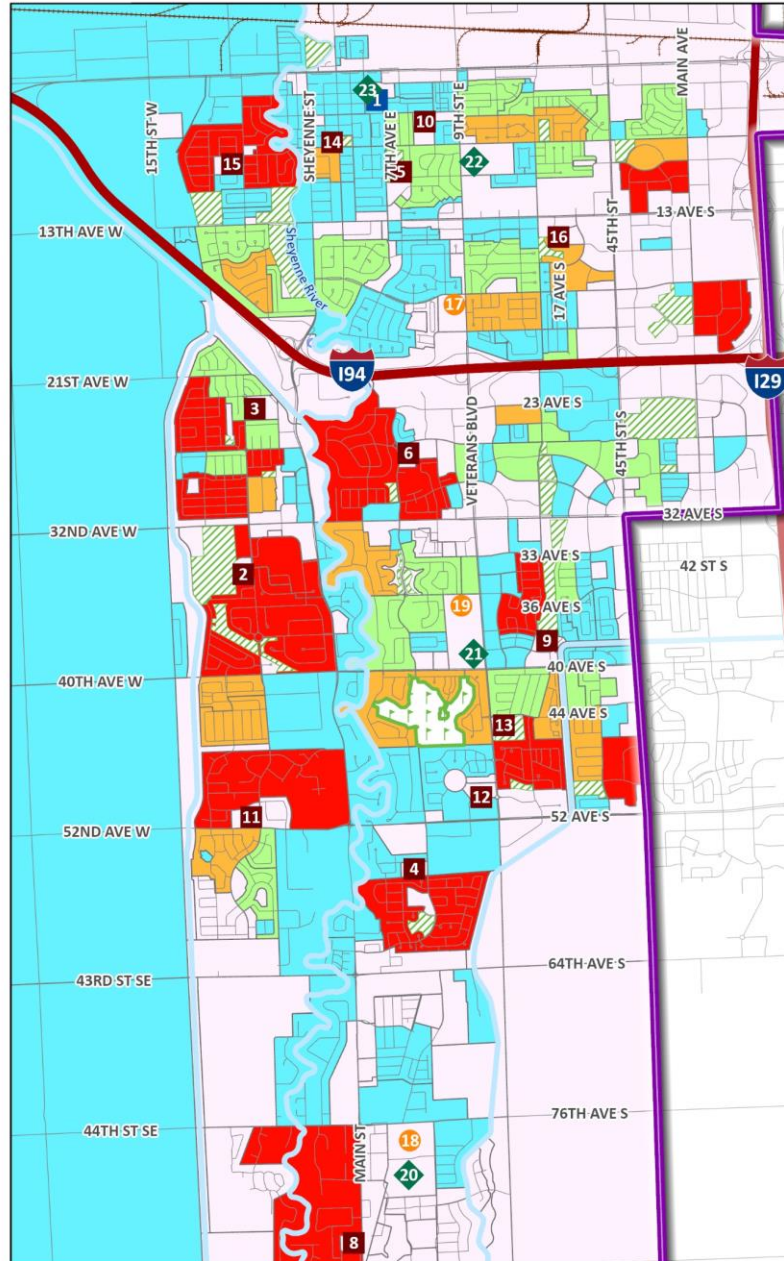 MAIN AVE
SHEYENNE ST
15TH ST W
7TH AVE E
9TH ST E
23
1
10
14
15
5
22
45TH ST
13 AVE S
13TH AVE W
Sheyenne River
16
17 AVE S
17
I94
I29
21ST AVE W
3
VETERANS BLVD
23 AVE S
45TH ST S
6
32 AVE S
32ND AVE W
33 AVE S
42 ST S
2
36 AVE S
19
9
21
40 AVE S
40TH AVE W
44 AVE S
13
12
11
52 AVE S
52ND AVE W
4
64TH AVE S
43RD ST SE
76TH AVE S
44TH ST SE
MAIN ST
18
20
8